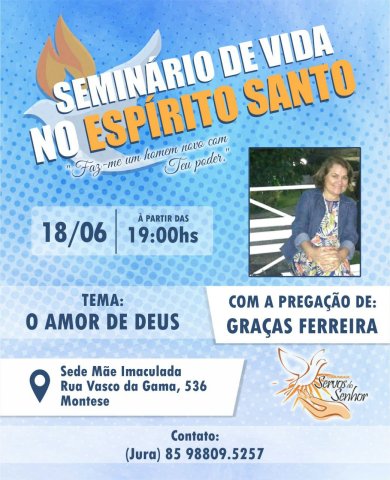 SEMINÁRIO DE VIDA
NO ESPÍRITO SANTO
"Faz-me um homem novo com
Teu poder."
18/06
À PARTIR DAS
19:00hs
TEMA:
O AMOR DE DEUS
COM A PREGAÇÃO DE:
GRAÇAS FERREIRA
Sede Mãe Imaculada
Rua Vasco da Gama, 536
Montese
Servos do
Senhor
Contato:
(Jura) 85 98809.5257